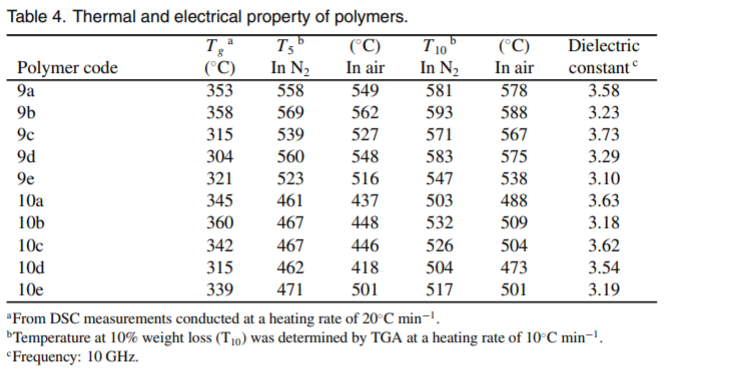 Table 4. Thermal and electrical property of polymers.
T_g^a T_5^b (°C) T_10^b (°C) Dielectric
Polymer code (°C) In N_2 In air In N_2 In air constant^c
9a 353 558 549 581 578 3.58
9b 358 569 562 593 588 3.23
9c 315 539 527 571 567 3.73
9d 304 560 548 583 575 3.29
9e 321 523 516 547 538 3.10
10a 345 461 437 503 488 3.63
10b 360 467 448 532 509 3.18
10c 342 467 446 526 504 3.62
10d 315 462 418 504 473 3.54
10e 339 471 501 517 501 3.19
^aFrom DSC measurements conducted at a heating rate of 20°C min^−1.
^bTemperature at 10% weight loss (T_10) was determined by TGA at a heating rate of 10°C min^−1.
^cFrequency: 10 GHz.